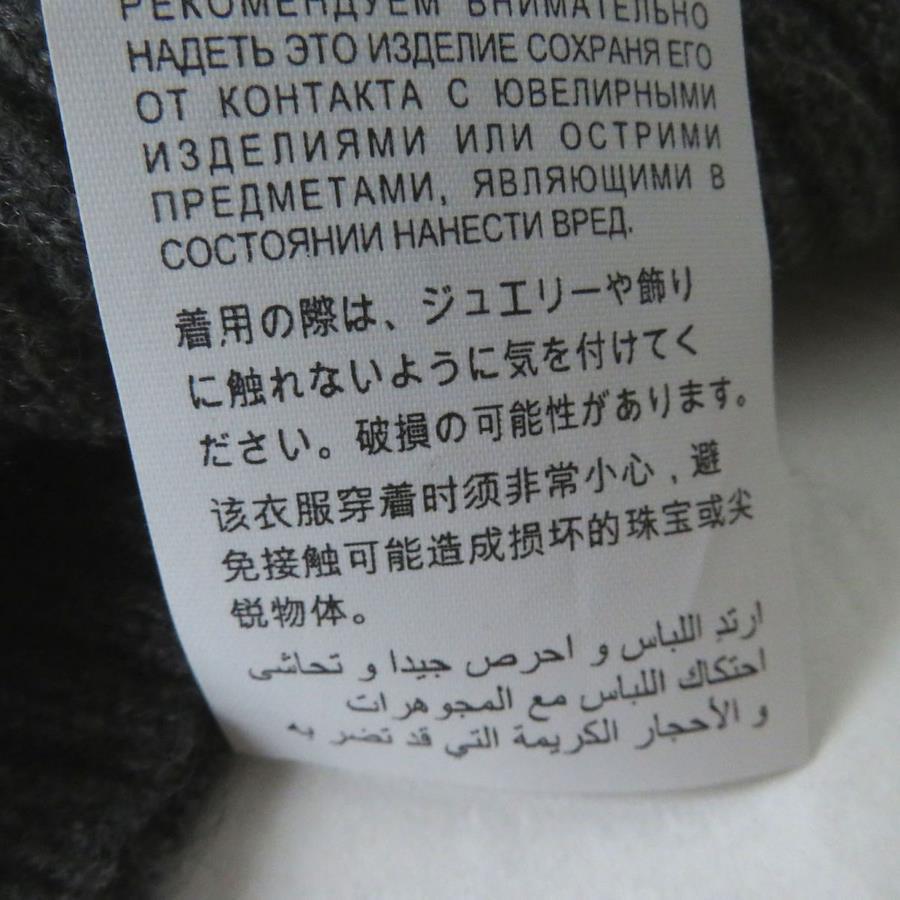 РЕКОМЕНДУЕМ ВНИМАТЕЛЬНО
НАДЕТЬ ЭТО ИЗДЕЛИЕ СОХРАНЯ ЕГО
ОТ КОНТАКТА С ЮВЕЛИРНЫМИ
ИЗДЕЛИЯМИ ИЛИ ОСТРИМИ
ПРЕДМЕТАМИ, ЯВЛЯЮЩИМИ В
СОСТОЯНИИ НАНЕСТИ ВРЕД.
着用の際は、ジュエリーや飾り
に触れないように気を付けてく
ださい。破損の可能性があります。
该衣服穿着时须非常小心，避
免接触可能造成损坏的珠宝或尖
锐物体。
ارتد اللباس و احرص جيدا و تحاشى
احتكاك اللباس مع المجوهرات
و الأحجار الكريمة التي قد تضر به